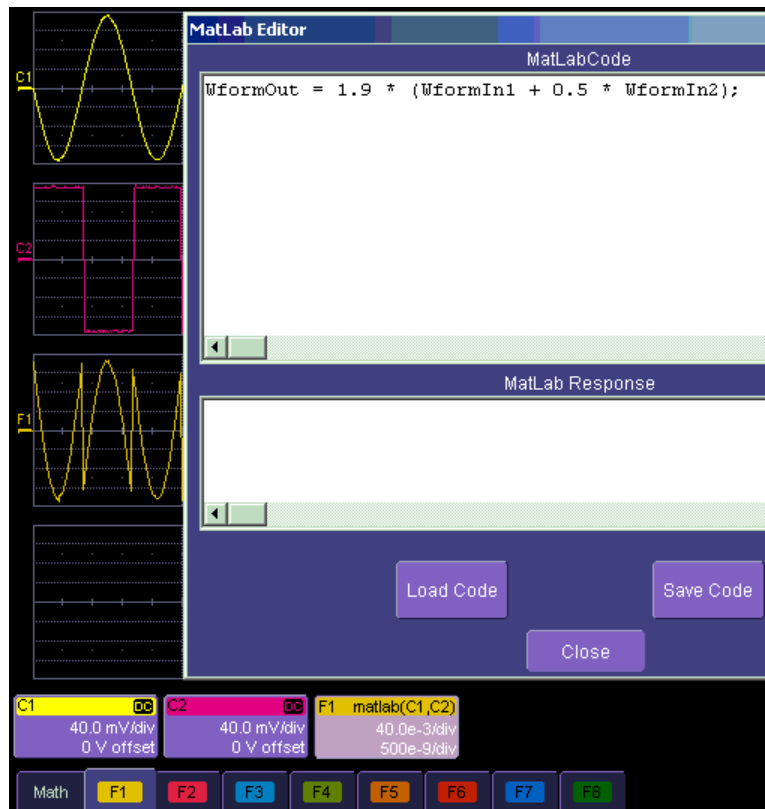 MatLab Editor
MatLabCode
WformOut = 1.9 * (WformIn1 + 0.5 * WformIn2);
C1
C2
F1
MatLab Response
Load Code
Save Code
Close
C1 DC
40.0 mV/div
0 V offset
C2 DC
40.0 mV/div
0 V offset
F1 matlab(C1,C2)
40.0e-3/div
500e-9/div
Math F1 F2 F3 F4 F5 F6 F7 F8